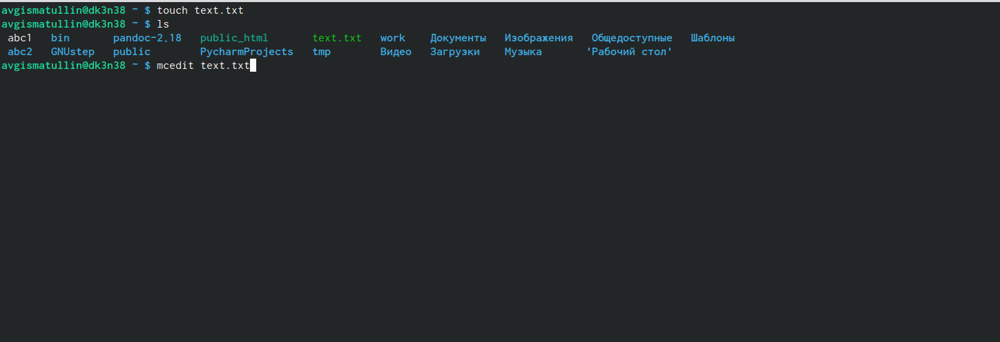 avgismatullin@dk3n38 ~ $ touch text.txt
avgismatullin@dk3n38 ~ $ ls
abc1 bin pandoc-2.18 public_html text.txt work Документы Изображения Общедоступные Шаблоны
abc2 GNUstep public PycharmProjects tmp Видео Загрузки Музыка 'Рабочий стол'
avgismatullin@dk3n38 ~ $ mcedit text.txt